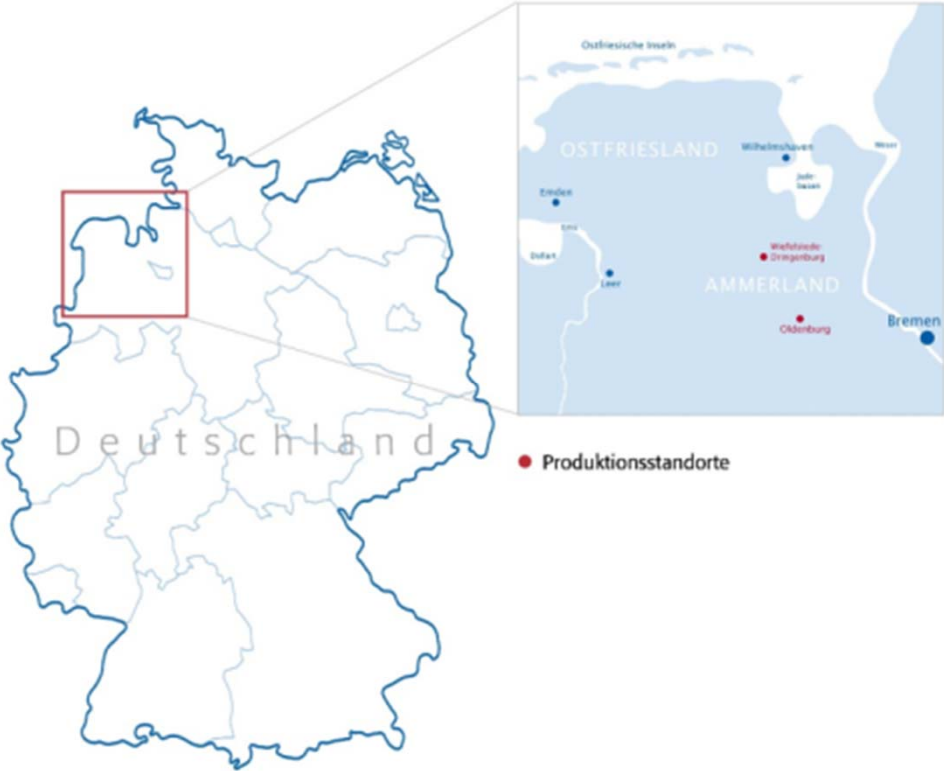 Ostfriesische Inseln
OSTFRIESLAND
Wilhelmshaven
Weser
Jade-
busen
Emden
Ems
Dollart
Leer
Wiefelstede-
Dringenburg
AMMERLAND
Oldenburg
Bremen
Deutschland
Produktionsstandorte